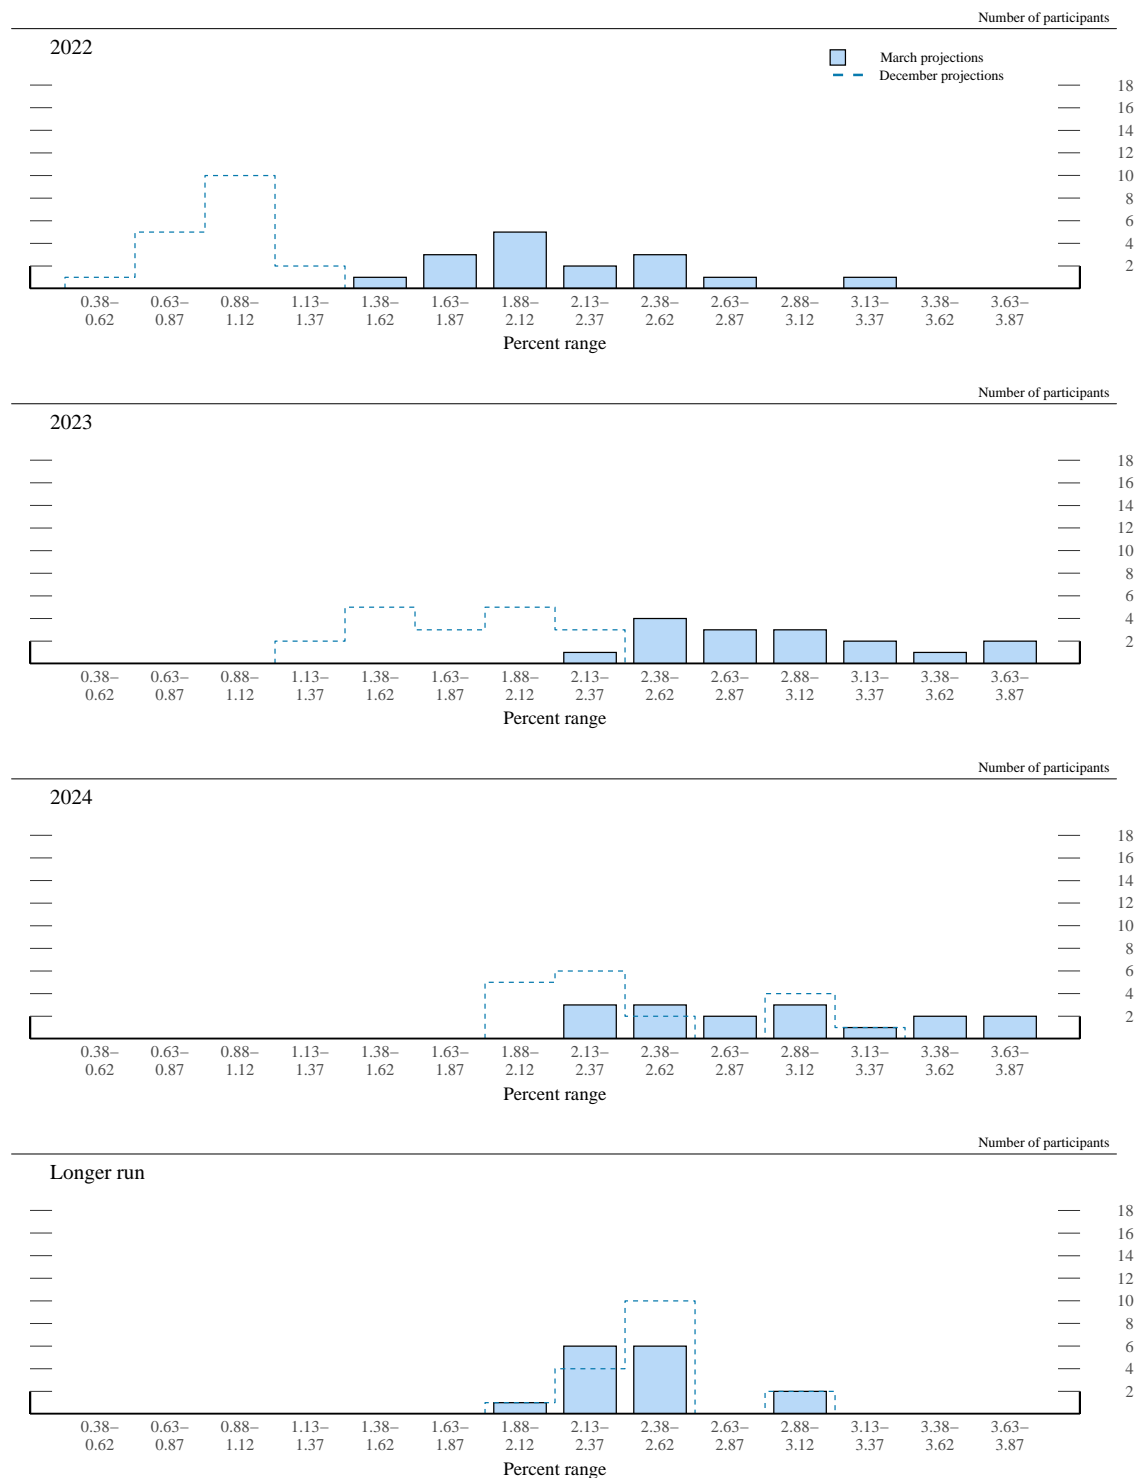 Number of participants
2022
March projections
December projections
18
16
14
12
10
8
6
4
2
0.38– 0.63– 0.88– 1.13– 1.38– 1.63– 1.88– 2.13– 2.38– 2.63– 2.88– 3.13– 3.38– 3.63–
0.62 0.87 1.12 1.37 1.62 1.87 2.12 2.37 2.62 2.87 3.12 3.37 3.62 3.87
Percent range
Number of participants
2023
18
16
14
12
10
8
6
4
2
0.38– 0.63– 0.88– 1.13– 1.38– 1.63– 1.88– 2.13– 2.38– 2.63– 2.88– 3.13– 3.38– 3.63–
0.62 0.87 1.12 1.37 1.62 1.87 2.12 2.37 2.62 2.87 3.12 3.37 3.62 3.87
Percent range
Number of participants
2024
18
16
14
12
10
8
6
4
2
0.38– 0.63– 0.88– 1.13– 1.38– 1.63– 1.88– 2.13– 2.38– 2.63– 2.88– 3.13– 3.38– 3.63–
0.62 0.87 1.12 1.37 1.62 1.87 2.12 2.37 2.62 2.87 3.12 3.37 3.62 3.87
Percent range
Number of participants
Longer run
18
16
14
12
10
8
6
4
2
0.38– 0.63– 0.88– 1.13– 1.38– 1.63– 1.88– 2.13– 2.38– 2.63– 2.88– 3.13– 3.38– 3.63–
0.62 0.87 1.12 1.37 1.62 1.87 2.12 2.37 2.62 2.87 3.12 3.37 3.62 3.87
Percent range